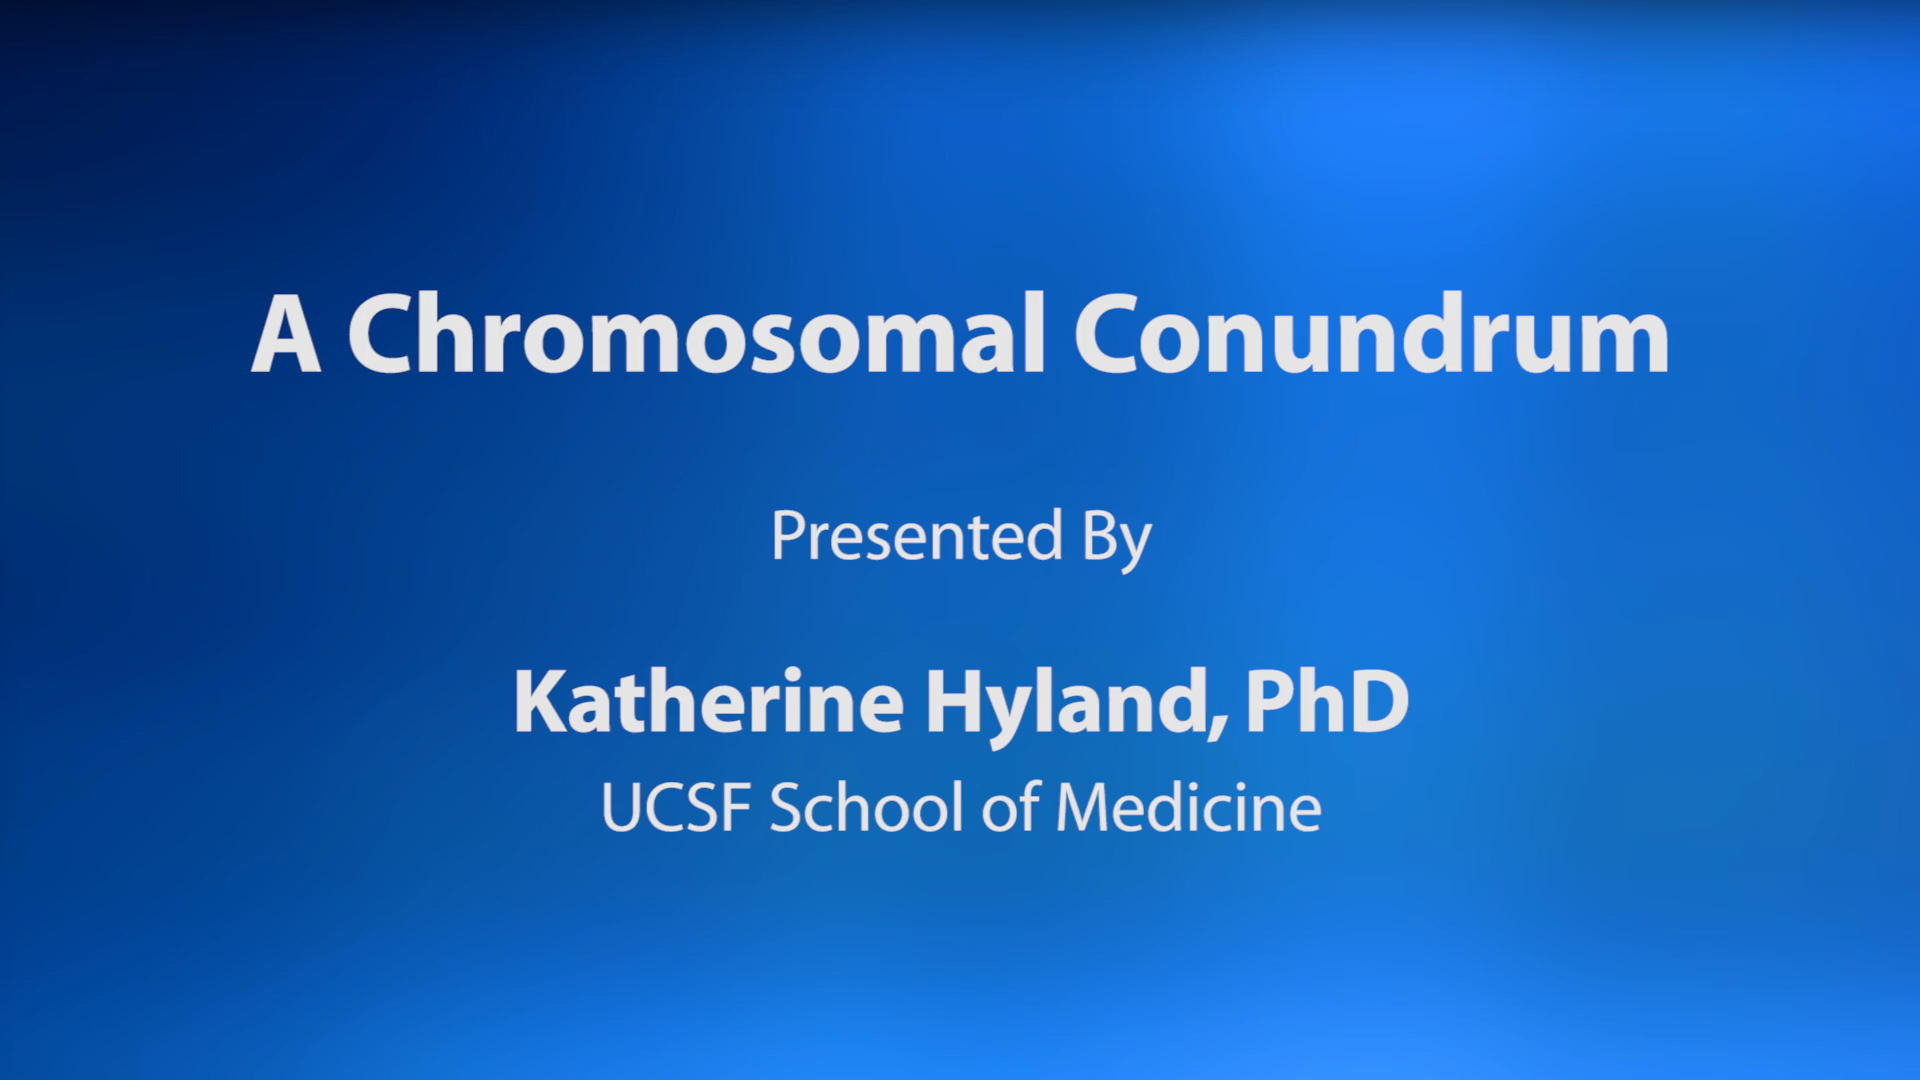 A Chromosomal Conundrum
Presented By
Katherine Hyland, PhD
UCSF School of Medicine